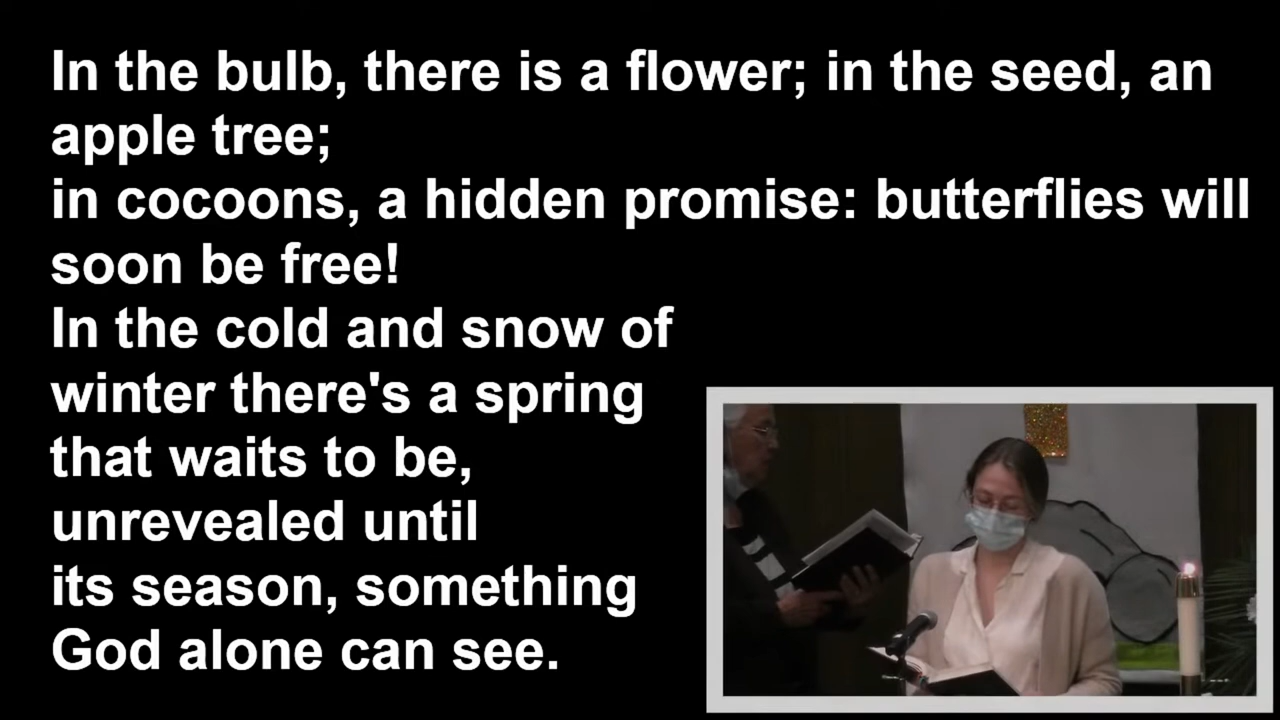 In the bulb, there is a flower; in the seed, an
apple tree;
in cocoons, a hidden promise: butterflies will
soon be free!
In the cold and snow of
winter there's a spring
that waits to be,
unrevealed until
its season, something
God alone can see.